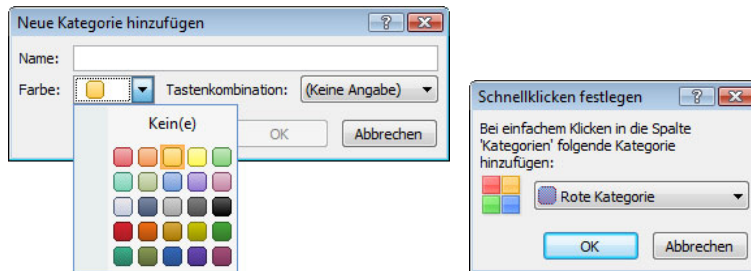 Neue Kategorie hinzufügen
Name:
Farbe:
Tastenkombination:
(Keine Angabe)
Kein(e)
OK
Abbrechen
Schnellklicken festlegen
Bei einfachem Klicken in die Spalte
'Kategorien' folgende Kategorie
hinzufügen:
Rote Kategorie
OK
Abbrechen